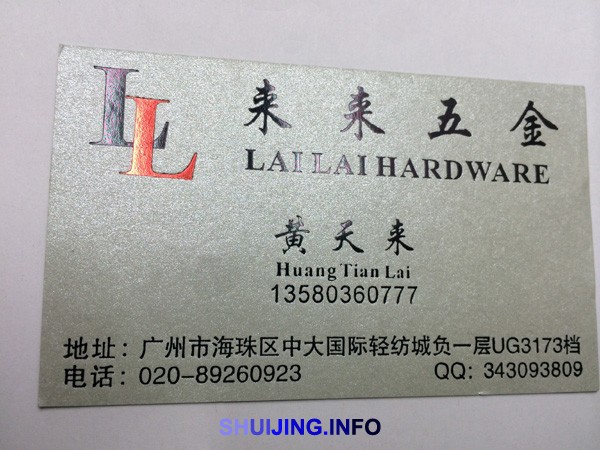 LL
来来五金
LAI LAI HARDWARE
黄天来
Huang Tian Lai
13580360777
地址：广州市海珠区中大国际轻纺城负一层UG3173档
电话：020-89260923 QQ: 343093809
SHUIJING.INFO